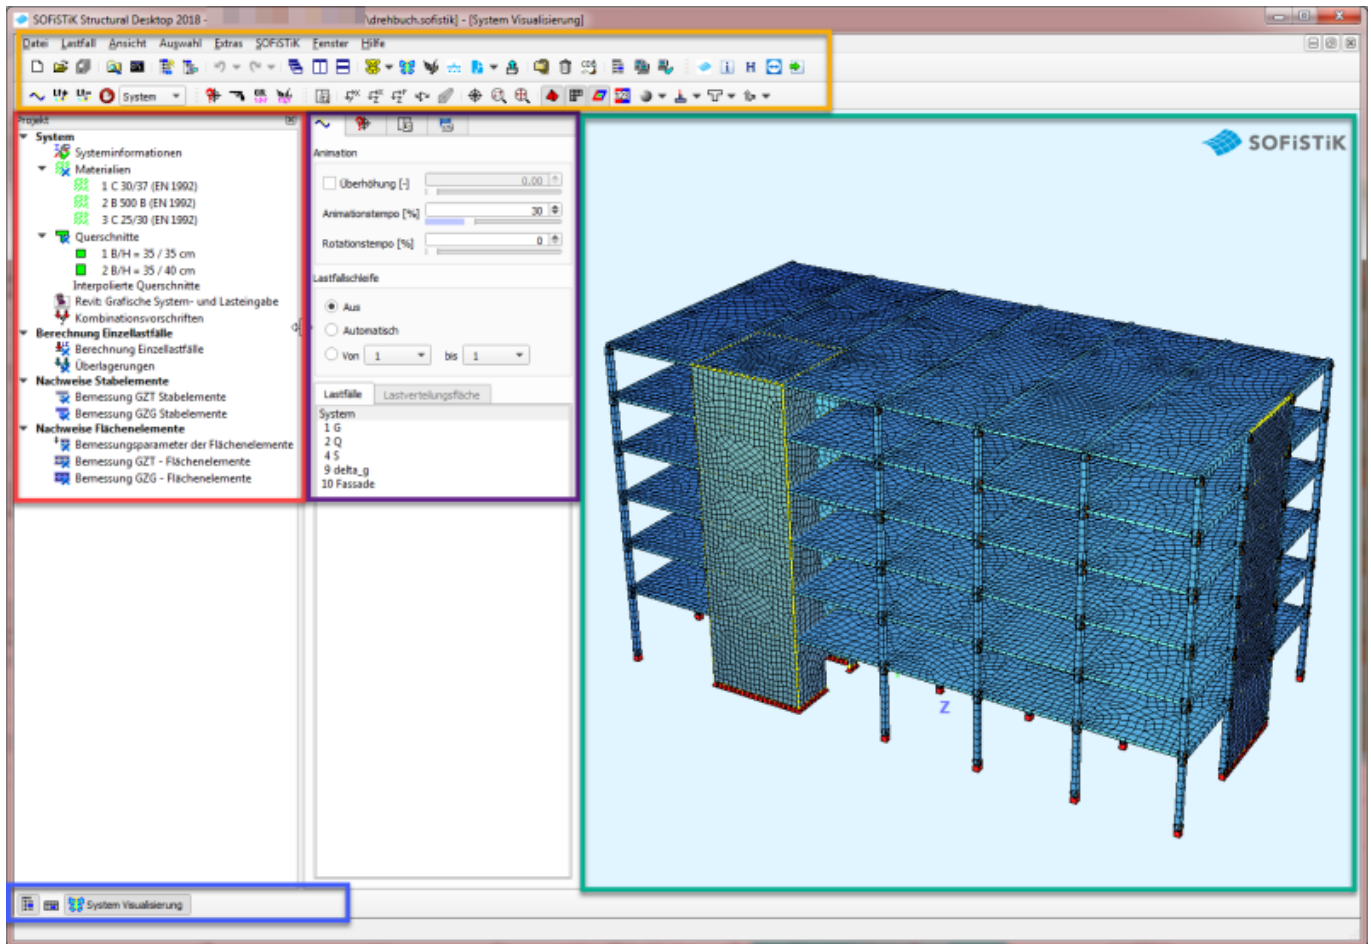 SOFiSTiK Structural Desktop 2018 - \drehbuch.sofistik] - [System Visualisierung]
Datei Lastfall Ansicht Auswahl Extras SOFiSTiK Fenster Hilfe
System
Projekt
System
Systeminformationen
Materialien
1 C 30/37 (EN 1992)
2 B 500 B (EN 1992)
3 C 25/30 (EN 1992)
Querschnitte
1 B/H = 35 / 35 cm
2 B/H = 35 / 40 cm
Interpolierte Querschnitte
Revit: Grafische System- und Lasteingabe
Kombinationsvorschriften
Berechnung Einzellastfälle
Berechnung Einzellastfälle
Überlagerungen
Nachweise Stabelemente
Bemessung GZT Stabelemente
Bemessung GZG Stabelemente
Nachweise Flächenelemente
Bemessungsparameter der Flächenelemente
Bemessung GZT - Flächenelemente
Bemessung GZG - Flächenelemente
Animation
Überhöhung [-] 0.00
Animationstempo [%] 30
Rotationstempo [%] 0
Lastfallschleife
Aus
Automatisch
Von 1 bis 1
Lastfälle Lastverteilungsfläche
System
1 G
2 Q
4 S
9 delta_g
10 Fassade
SOFiSTiK
Z
System Visualisierung